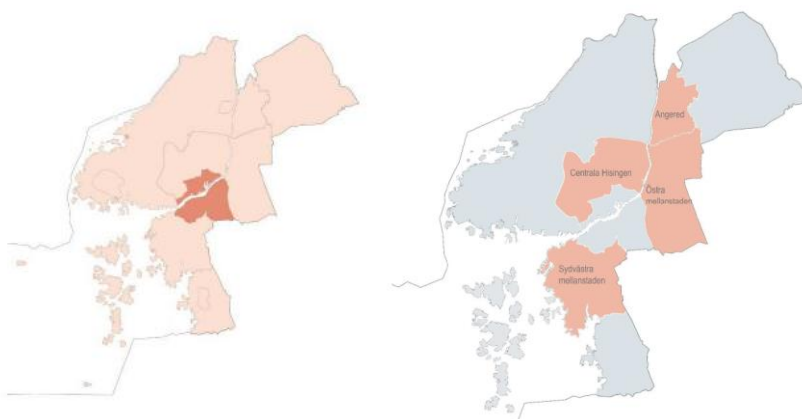 Angered
Centrala Hisingen
Östra
mellanstaden
Sydvästra
mellanstaden